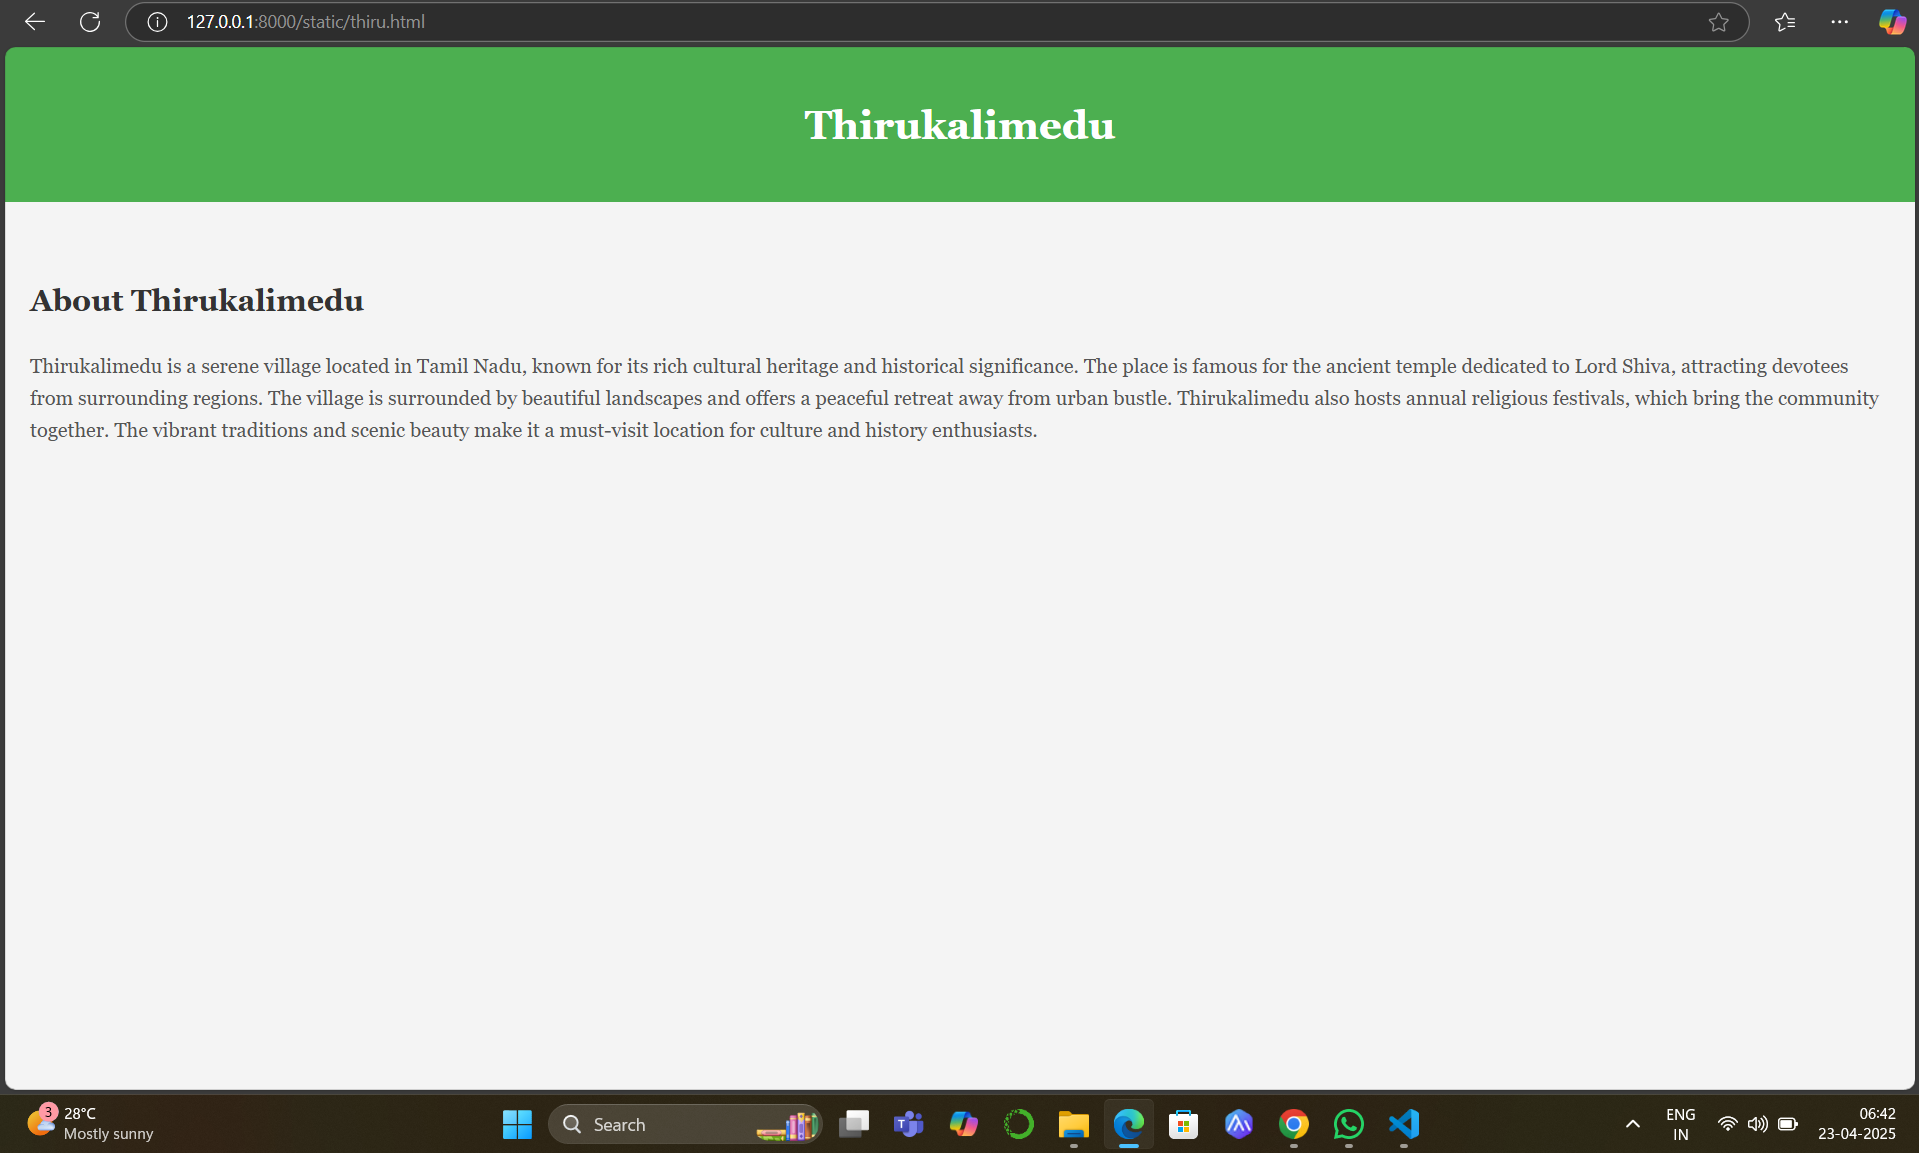 127.0.0.1:8000/static/thiru.html
Thirukalimedu
About Thirukalimedu
Thirukalimedu is a serene village located in Tamil Nadu, known for its rich cultural heritage and historical significance. The place is famous for the ancient temple dedicated to Lord Shiva, attracting devotees
from surrounding regions. The village is surrounded by beautiful landscapes and offers a peaceful retreat away from urban bustle. Thirukalimedu also hosts annual religious festivals, which bring the community
together. The vibrant traditions and scenic beauty make it a must-visit location for culture and history enthusiasts.
3
28°C
Mostly sunny
Search
T
ENG
IN
06:42
23-04-2025